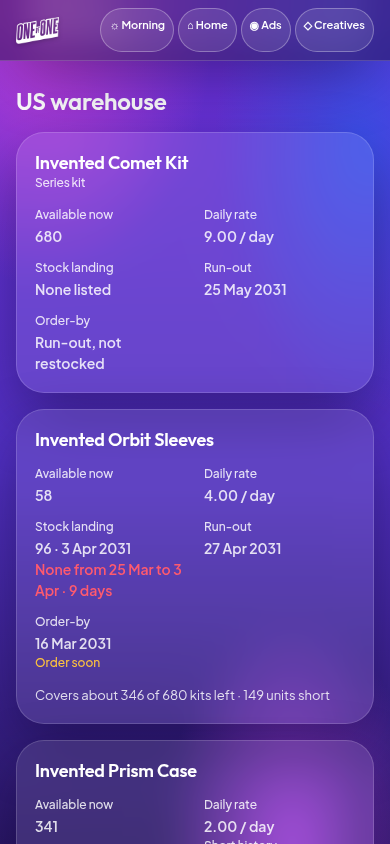 ONE BY ONE
☼ Morning
⌂ Home
◉ Ads
◇ Creatives
US warehouse
Invented Comet Kit
Series kit
Available now
680
Daily rate
9.00 / day
Stock landing
None listed
Run-out
25 May 2031
Order-by
Run-out, not
restocked
Invented Orbit Sleeves
Available now
58
Daily rate
4.00 / day
Stock landing
96 · 3 Apr 2031
None from 25 Mar to 3
Apr · 9 days
Run-out
27 Apr 2031
Order-by
16 Mar 2031
Order soon
Covers about 346 of 680 kits left · 149 units short
Invented Prism Case
Available now
341
Daily rate
2.00 / day
Short history